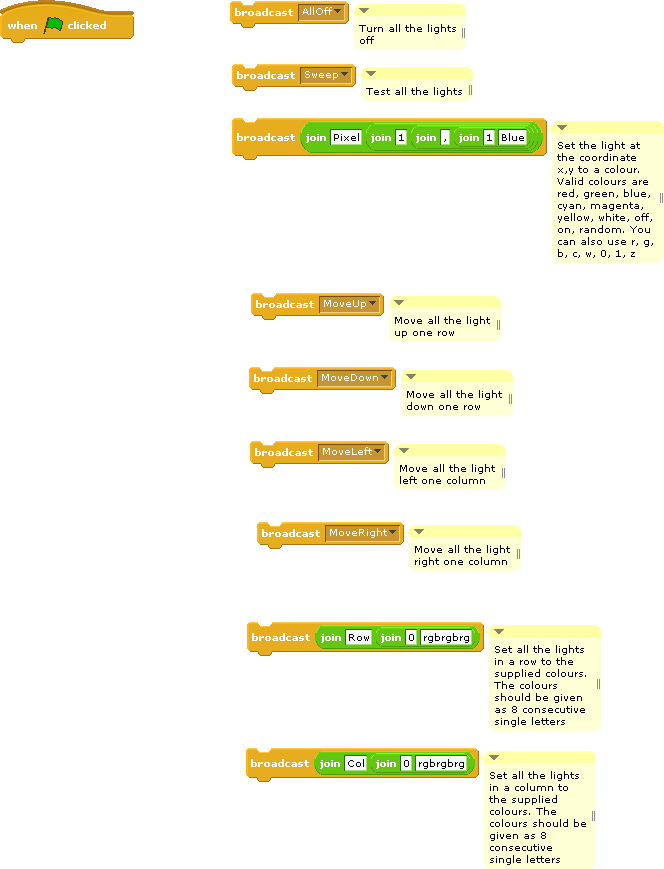 when clicked
broadcast AllOff
Turn all the lights
off
broadcast Sweep
Test all the lights
broadcast join Pixel join 1 join , join 1 Blue
Set the light at
the coordinate
x,y to a colour.
Valid colours are
red, green, blue,
cyan, magenta,
yellow, white, off,
on, random. You
can also use r, g,
b, c, w, 0, 1, z
broadcast MoveUp
Move all the light
up one row
broadcast MoveDown
Move all the light
down one row
broadcast MoveLeft
Move all the light
left one column
broadcast MoveRight
Move all the light
right one column
broadcast join Row join 0 rgbrgbrg
Set all the lights
in a row to the
supplied colours.
The colours
should be given
as 8 consecutive
single letters
broadcast join Col join 0 rgbrgbrg
Set all the lights
in a column to
the supplied
colours. The
colours should be
given as 8
consecutive
single letters